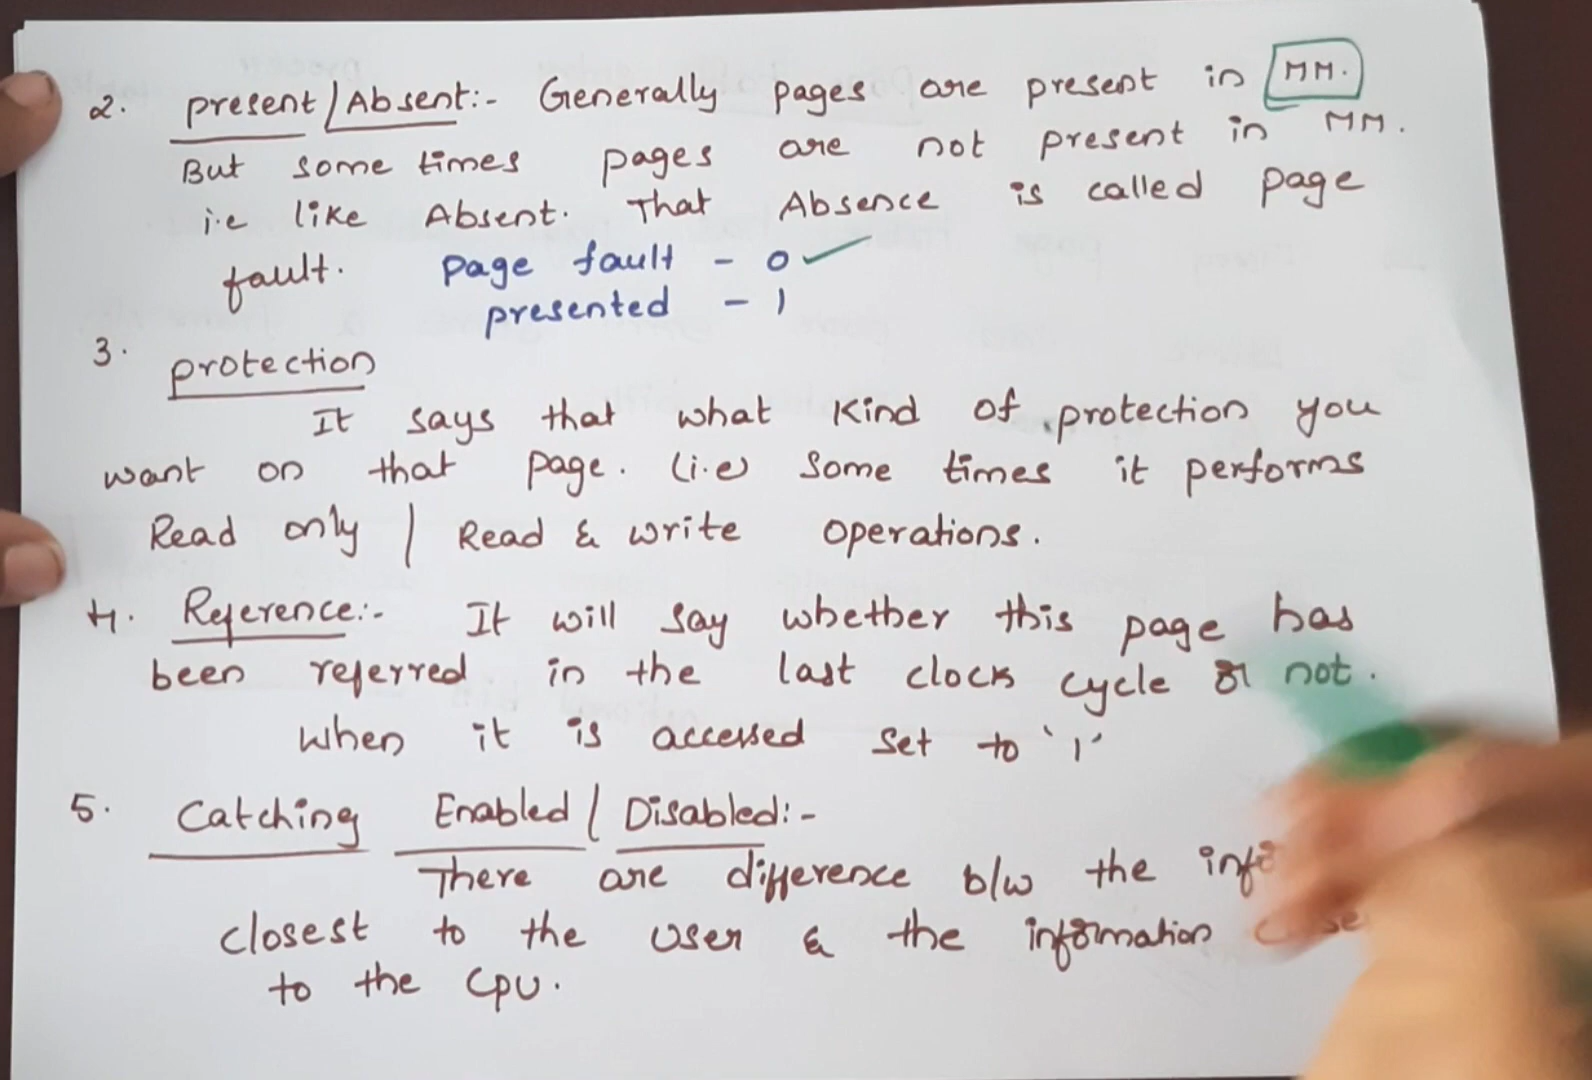 2. present / Absent:- Generally pages are present in MM.
But some times pages are not present in MM.
i.e like Absent. That Absence is called page
fault. page fault - 0 ✓
presented - 1
3. protection
It says that what kind of protection you
want on that page. (i.e) Some times it performs
Read only / Read & write operations.
4. Reference:- It will say whether this page has
been referred in the last clock cycle or not.
when it is accessed set to '1'
5. Catching Enabled / Disabled:-
There are difference b/w the
closest to the user & the information
to the CPU.